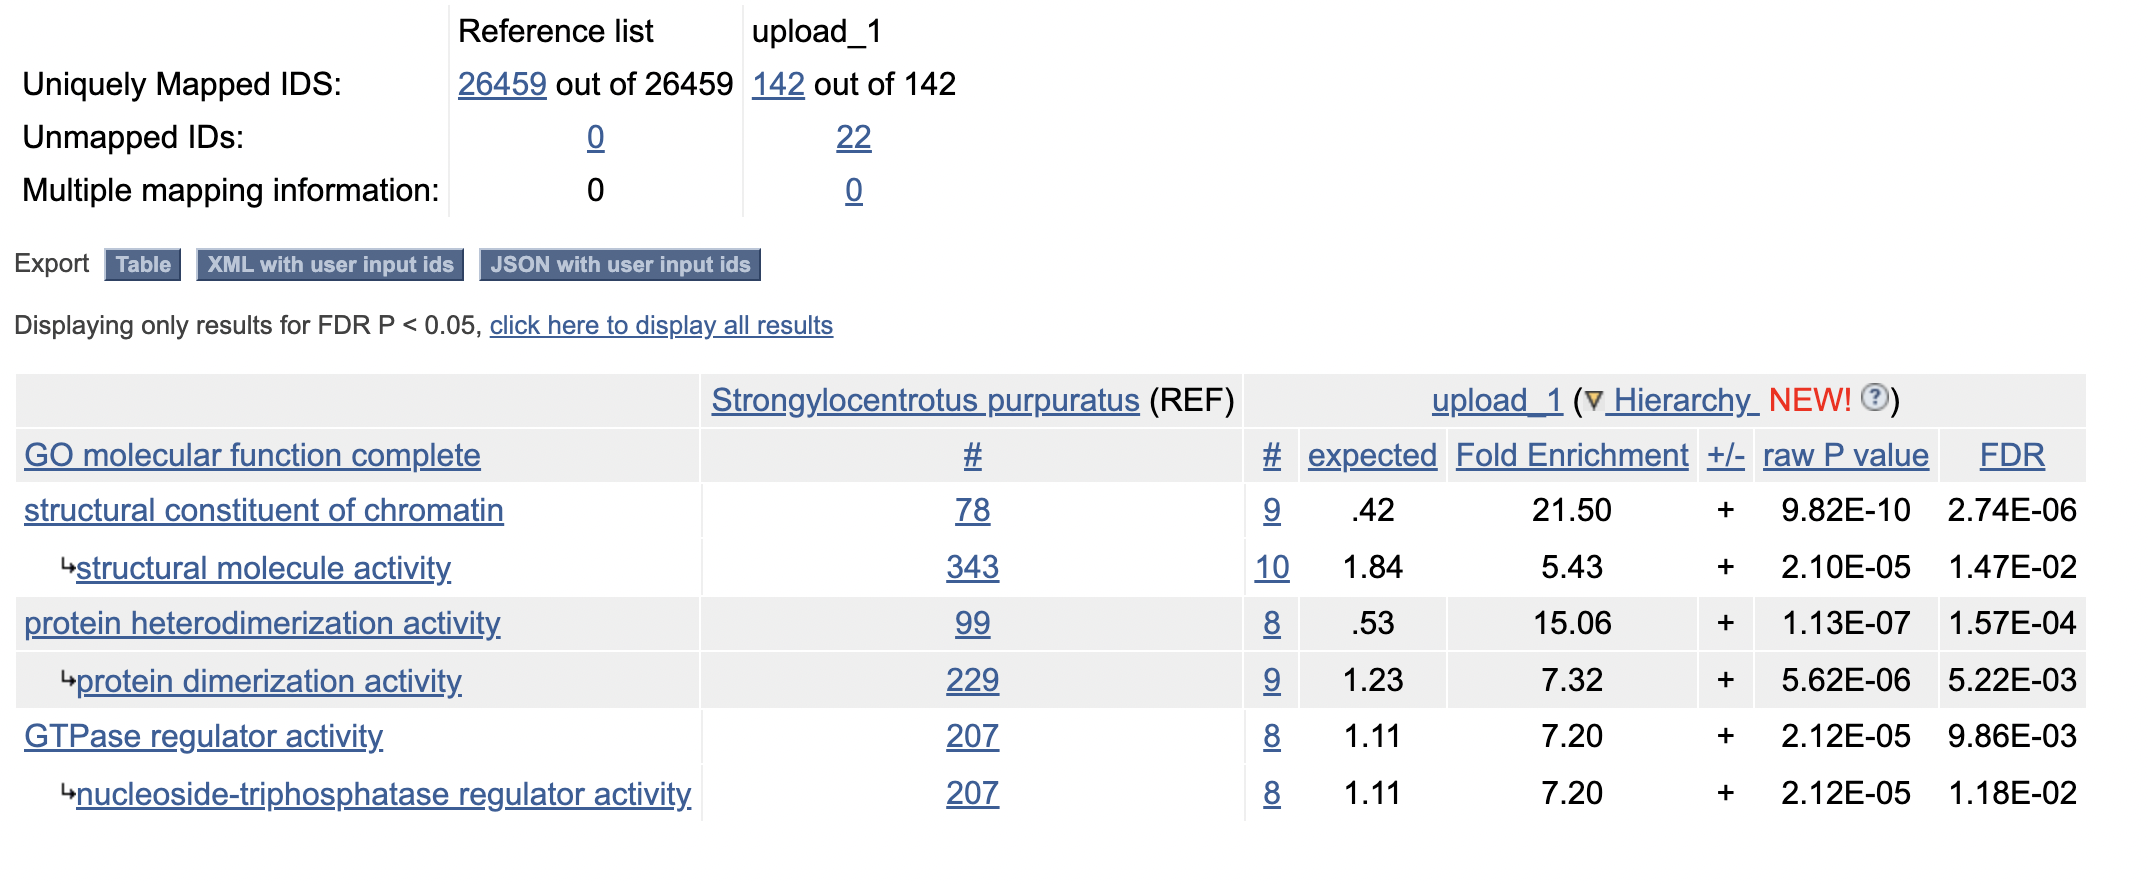 Reference list upload_1
Uniquely Mapped IDS: 26459 out of 26459 142 out of 142
Unmapped IDs: 0 22
Multiple mapping information: 0 0
Export Table XML with user input ids JSON with user input ids
Displaying only results for FDR P < 0.05, click here to display all results
Strongylocentrotus purpuratus (REF) upload_1 (▼ Hierarchy NEW! ?)
GO molecular function complete # # expected Fold Enrichment +/- raw P value FDR
structural constituent of chromatin 78 9 .42 21.50 + 9.82E-10 2.74E-06
↳structural molecule activity 343 10 1.84 5.43 + 2.10E-05 1.47E-02
protein heterodimerization activity 99 8 .53 15.06 + 1.13E-07 1.57E-04
↳protein dimerization activity 229 9 1.23 7.32 + 5.62E-06 5.22E-03
GTPase regulator activity 207 8 1.11 7.20 + 2.12E-05 9.86E-03
↳nucleoside-triphosphatase regulator activity 207 8 1.11 7.20 + 2.12E-05 1.18E-02